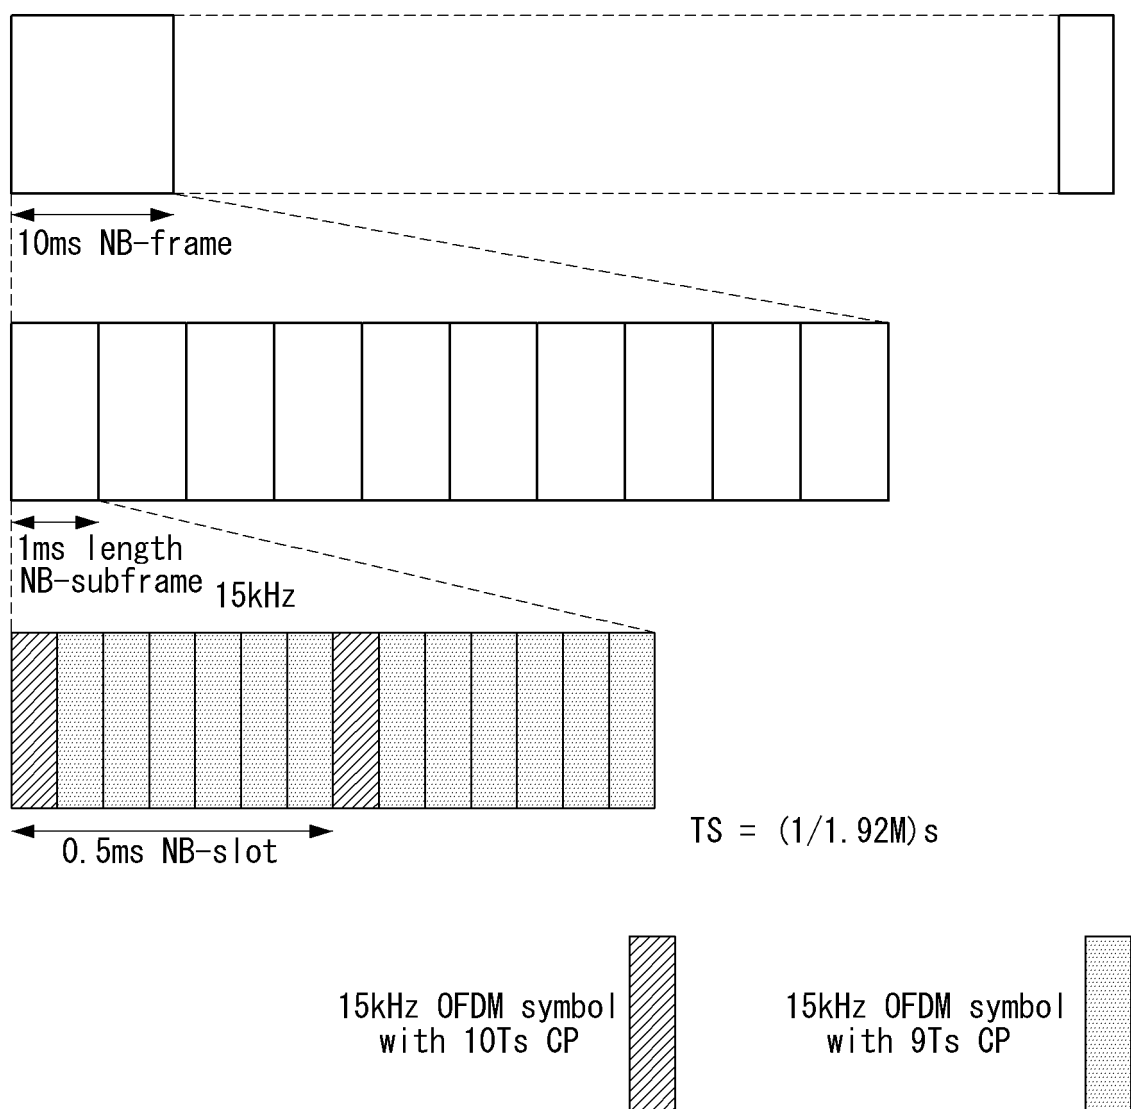 10ms NB-frame
1ms length
NB-subframe
15kHz
0.5ms NB-slot
TS = (1/1.92M)s
15kHz OFDM symbol
with 10Ts CP
15kHz OFDM symbol
with 9Ts CP